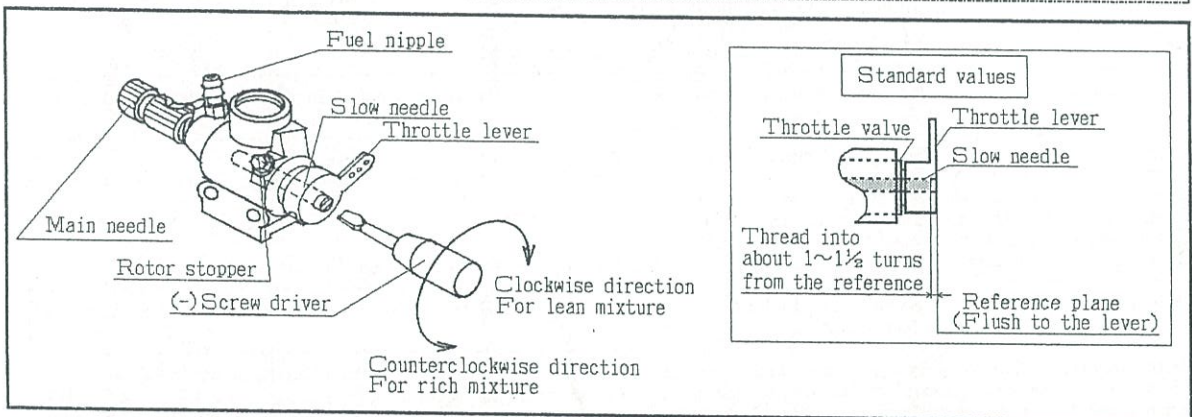 Fuel nipple
Slow needle
Throttle lever
Main needle
Rotor stopper
(-)Screw driver
Clockwise direction
For lean mixture
Counterclockwise direction
For rich mixture
Standard values
Throttle valve
Throttle lever
Slow needle
Thread into
about 1~1½ turns
from the reference
Reference plane
(Flush to the lever)